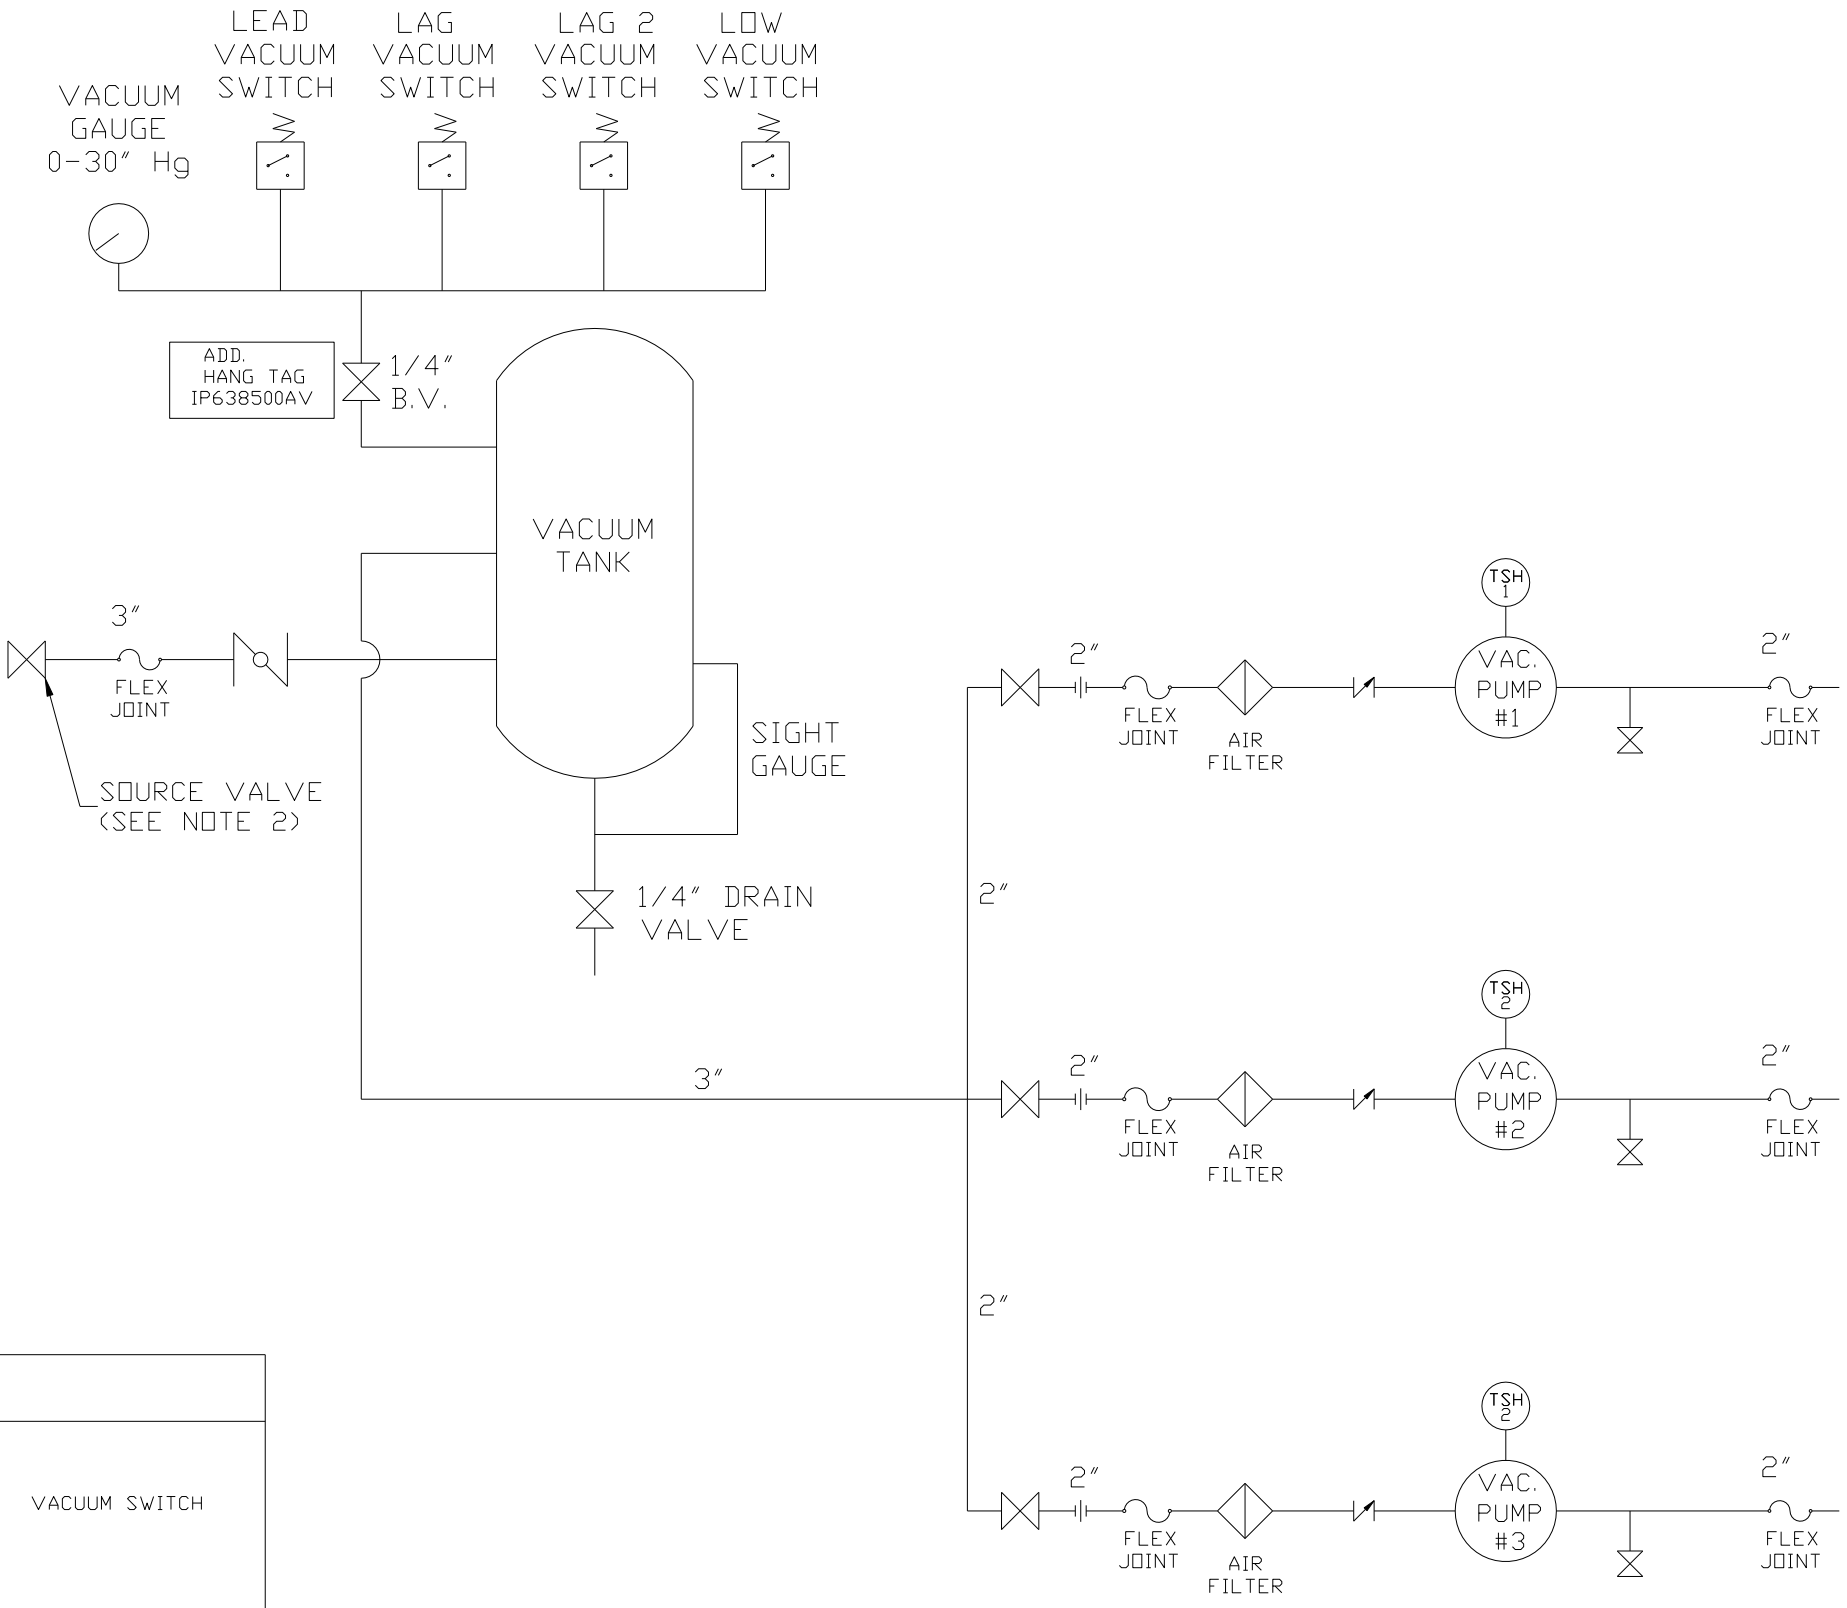 LEAD
VACUUM
SWITCH
LAG
VACUUM
SWITCH
LAG 2
VACUUM
SWITCH
LOW
VACUUM
SWITCH
VACUUM
GAUGE
0-30" Hg
ADD.
HANG TAG
IP638500AV
1/4"
B.V.
VACUUM
TANK
3"
FLEX
JOINT
SOURCE VALVE
(SEE NOTE 2)
SIGHT
GAUGE
1/4" DRAIN
VALVE
3"
2"
2"
2"
FLEX
JOINT
AIR
FILTER
TSH
1
VAC.
PUMP
#1
2"
FLEX
JOINT
2"
FLEX
JOINT
AIR
FILTER
TSH
2
VAC.
PUMP
#2
2"
FLEX
JOINT
2"
FLEX
JOINT
AIR
FILTER
TSH
2
VAC.
PUMP
#3
2"
FLEX
JOINT
VACUUM SWITCH